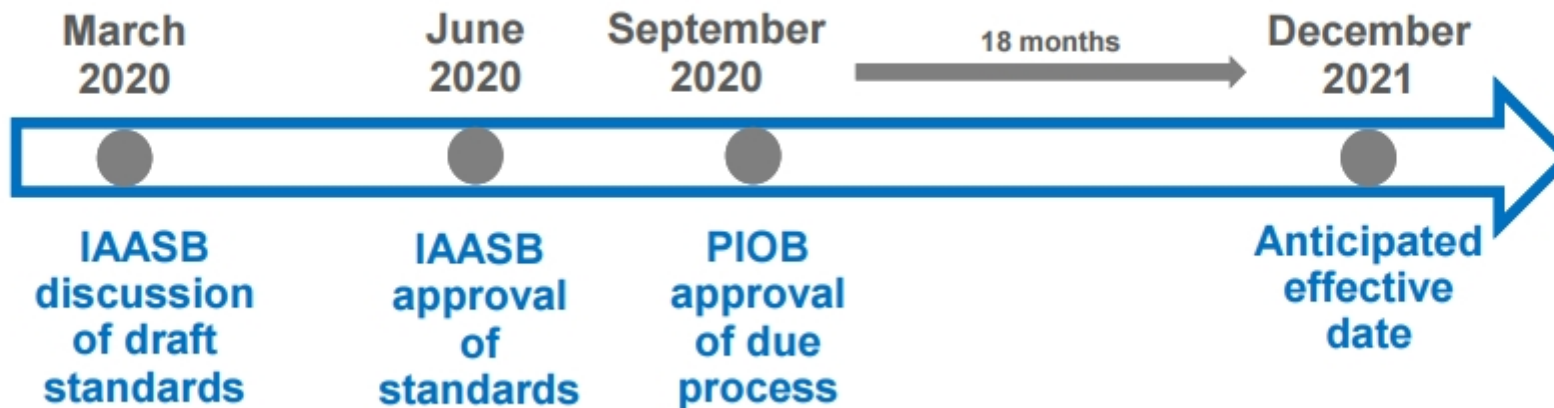 March
2020
June
2020
September
2020
18 months
December
2021
IAASB
discussion
of draft
standards
IAASB
approval
of
standards
PIOB
approval
of due
process
Anticipated
effective
date